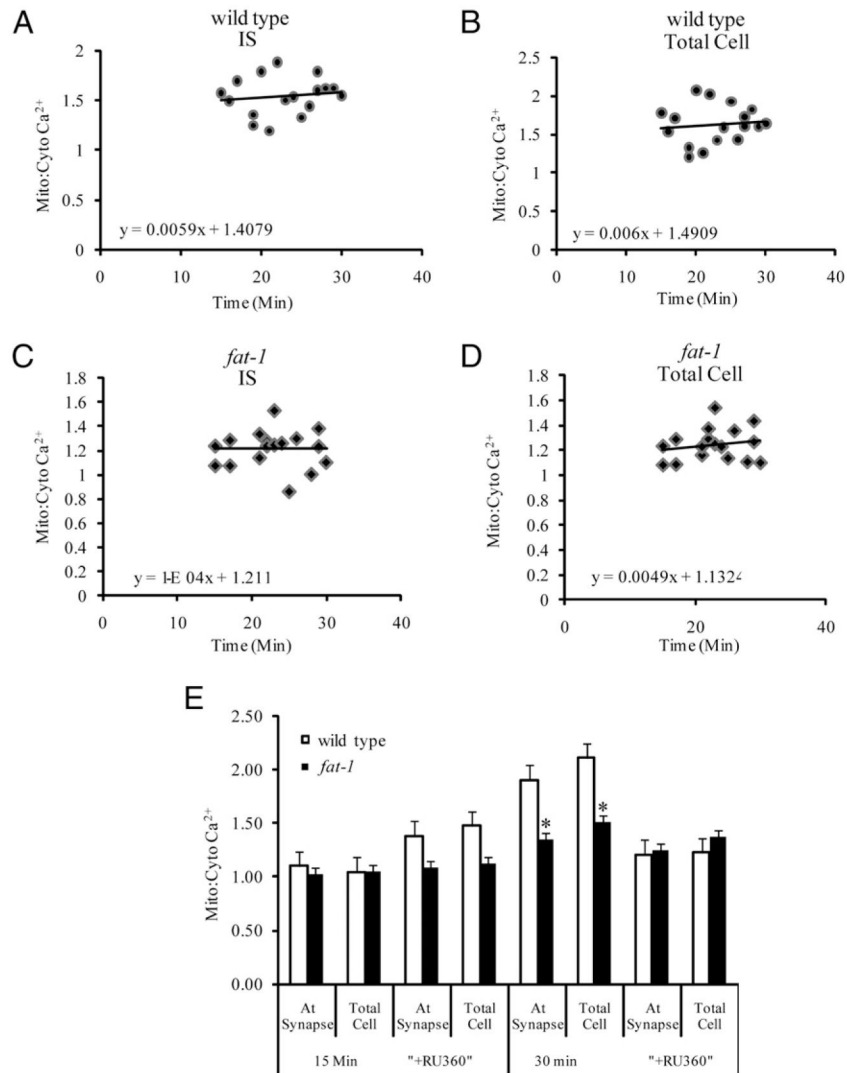 A
wild type
IS
Mito:Cyto Ca²⁺
2
1.5
1
0.5
0
y = 0.0059x + 1.4079
0 10 20 30 40
Time (Min)
B
wild type
Total Cell
Mito:Cyto Ca²⁺
2.5
2
1.5
1
0.5
0
y = 0.006x + 1.4909
0 20 40
Time (Min)
C
fat-1
IS
Mito:Cyto Ca²⁺
1.8
1.6
1.4
1.2
1
0.8
0.6
0.4
0.2
0
y = 1E 04x + 1.211
0 10 20 30 40
Time (Min)
D
fat-1
Total Cell
Mito:Cyto Ca²⁺
1.8
1.6
1.4
1.2
1
0.8
0.6
0.4
0.2
0
y = 0.0049x + 1.1324
0 20 40
Time (Min)
E
Mito:Cyto Ca²⁺
2.50
2.00
1.50
1.00
0.50
0.00
wild type
fat-1
* *
At Synapse
Total Cell
At Synapse
Total Cell
At Synapse
Total Cell
At Synapse
Total Cell
15 Min "+RU360" 30 min "+RU360"